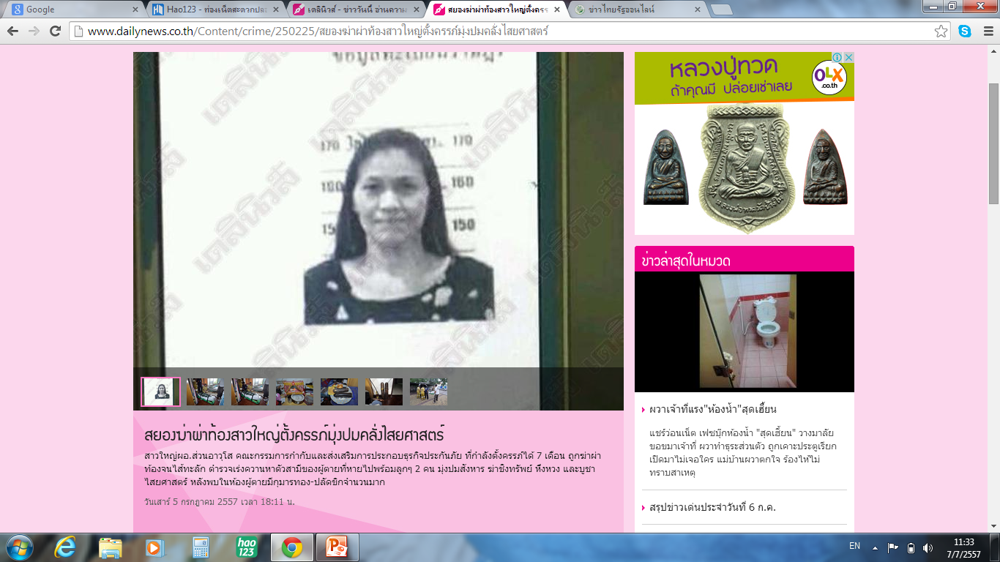 Google
Hao123 - ท่องเน็ตสะดวกปลอ
เดลินิวส์ - ข่าววันนี้ อ่านความ
สยองฆ่าผ่าท้องสาวใหญ่ตั้งครร
ข่าวไทยรัฐออนไลน์
www.dailynews.co.th/Content/crime/250225/สยองฆ่าผ่าท้องสาวใหญ่ตั้งครรภ์มุ่งปมคลั่งไสยศาสตร์
เดลินิวส์
170
170
160
150
หลวงปู่ทวด
ถ้าคุณมี ปล่อยเช่าเลย
OLX
.co.th
ข่าวล่าสุดในหมวด
ผวาเจ้าที่แรง"ห้องน้ำ"สุดเฮี้ยน
แชร์ว่อนเน็ต เฟซบุ๊กห้องน้ำ "สุดเฮี้ยน" วางมาลัย
ขอขมาเจ้าที่ ผวาทำธุระส่วนตัว ถูกเคาะประตูเรียก
เปิดมาไม่เจอใคร แม่บ้านผวาตกใจ ร้องไห้ไม่
ทราบสาเหตุ
สรุปข่าวเด่นประจำวันที่ 6 ก.ค.
สยองฆ่าผ่าท้องสาวใหญ่ตั้งครรภ์มุ่งปมคลั่งไสยศาสตร์
สาวใหญ่ผอ.ส่วนอาวุโส คณะกรรมการกำกับและส่งเสริมการประกอบธุรกิจประกันภัย ที่กำลังตั้งครรภ์ได้ 7 เดือน ถูกฆ่าผ่า
ท้องจนไส้ทะลัก ตำรวจเร่งควานหาตัวสามีของผู้ตายที่หายไปพร้อมลูกๆ 2 คน มุ่งปมสังหาร ฆ่าชิงทรัพย์ หึงหวง และบูชา
ไสยศาสตร์ หลังพบในห้องผู้ตายมีกุมารทอง-ปลัดขิกจำนวนมาก
วันเสาร์ 5 กรกฎาคม 2557 เวลา 18:11 น.
hao
123
EN
11:33
7/7/2557